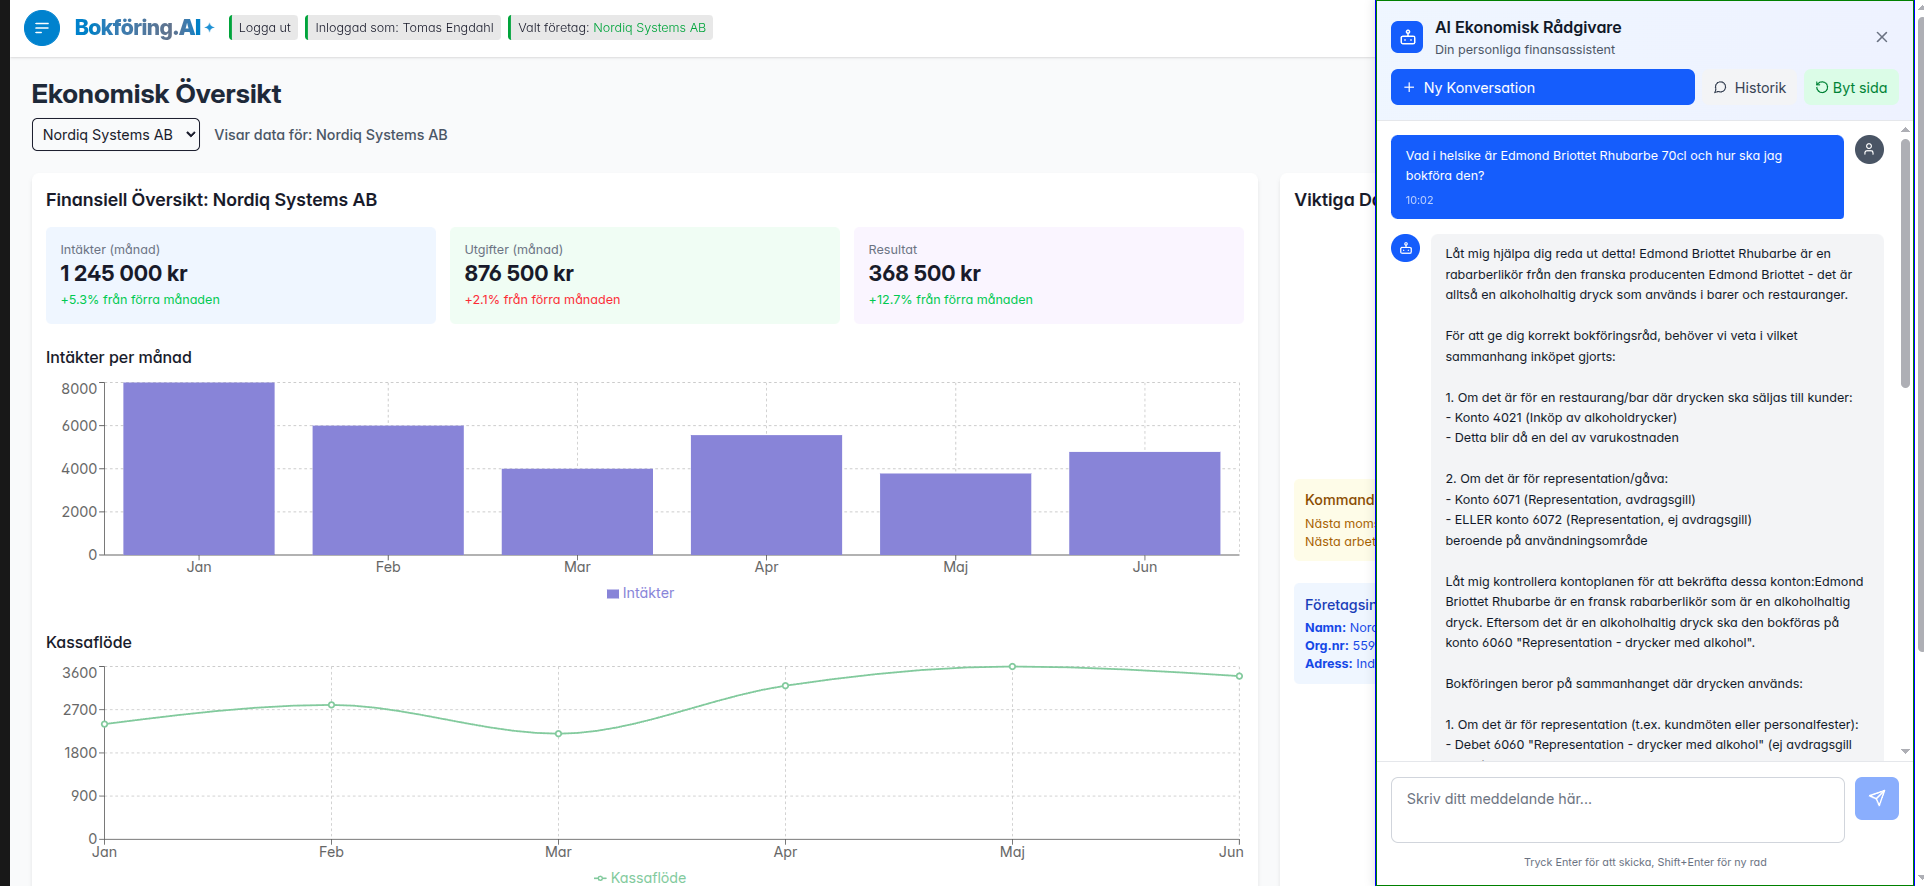 Bokföring.AI
Logga ut
Inloggad som: Tomas Engdahl
Valt företag: Nordiq Systems AB
Ekonomisk Översikt
Nordiq Systems AB
Visar data för: Nordiq Systems AB
Finansiell Översikt: Nordiq Systems AB
Intäkter (månad)
1 245 000 kr
+5.3% från förra månaden
Utgifter (månad)
876 500 kr
+2.1% från förra månaden
Resultat
368 500 kr
+12.7% från förra månaden
Intäkter per månad
8000
6000
4000
2000
0
Jan
Feb
Mar
Apr
Maj
Jun
Intäkter
Kassaflöde
3600
2700
1800
900
0
Jan
Feb
Mar
Apr
Maj
Jun
Kassaflöde
Viktiga D
Kommand
Nästa moms
Nästa arbet
Företagsin
Namn: Nord
Org.nr: 559
Adress: Ind
AI Ekonomisk Rådgivare
Din personliga finansassistent
+ Ny Konversation
Historik
Byt sida
Vad i helsike är Edmond Briottet Rhubarbe 70cl och hur ska jag
bokföra den?
10:02
Låt mig hjälpa dig reda ut detta! Edmond Briottet Rhubarbe är en
rabarberlikör från den franska producenten Edmond Briottet - det är
alltså en alkoholhaltig dryck som används i barer och restauranger.
För att ge dig korrekt bokföringsråd, behöver vi veta i vilket
sammanhang inköpet gjorts:
1. Om det är för en restaurang/bar där drycken ska säljas till kunder:
- Konto 4021 (Inköp av alkoholdrycker)
- Detta blir då en del av varukostnaden
2. Om det är för representation/gåva:
- Konto 6071 (Representation, avdragsgill)
- ELLER konto 6072 (Representation, ej avdragsgill)
beroende på användningsområde
Låt mig kontrollera kontoplanen för att bekräfta dessa konton:Edmond
Briottet Rhubarbe är en fransk rabarberlikör som är en alkoholhaltig
dryck. Eftersom det är en alkoholhaltig dryck ska den bokföras på
konto 6060 "Representation - drycker med alkohol".
Bokföringen beror på sammanhanget där drycken används:
1. Om det är för representation (t.ex. kundmöten eller personalfester):
- Debet 6060 "Representation - drycker med alkohol" (ej avdragsgill
Skriv ditt meddelande här...
Tryck Enter för att skicka, Shift+Enter för ny rad